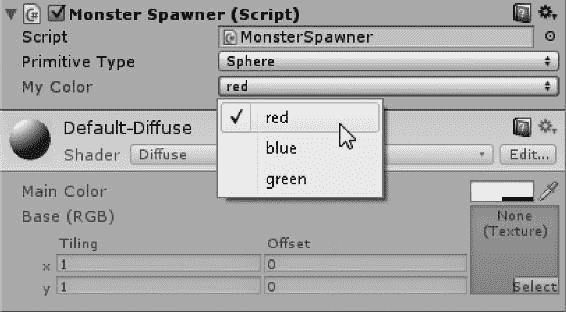 Monster Spawner (Script)
Script MonsterSpawner
Primitive Type Sphere
My Color red
red
blue
green
Default-Diffuse
Shader Diffuse Edit...
Main Color
Base (RGB)
None
(Texture)
Tiling Offset
x 1 0
y 1 0
Select